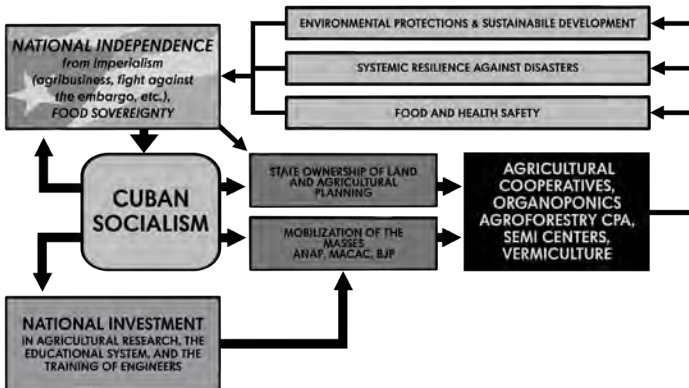 ENVIRONMENTAL PROTECTIONS & SUSTAINABILE DEVELOPMENT
NATIONAL INDEPENDENCE
from Imperialism
(agribusiness, fight against
the embargo, etc.),
FOOD SOVEREIGNTY
SYSTEMIC RESILIENCE AGAINST DISASTERS
FOOD AND HEALTH SAFETY
CUBAN
SOCIALISM
STATE OWNERSHIP OF LAND
AND AGRICULTURAL
PLANNING
MOBILIZATION OF THE
MASSES
ANAP, MACAC, BJP
AGRICULTURAL
COOPERATIVES,
ORGANOPONICS
AGROFORESTRY CPA,
SEMI CENTERS,
VERMICULTURE
NATIONAL INVESTMENT
IN AGRICULTURAL RESEARCH, THE
EDUCATIONAL SYSTEM, AND THE
TRAINING OF ENGINEERS